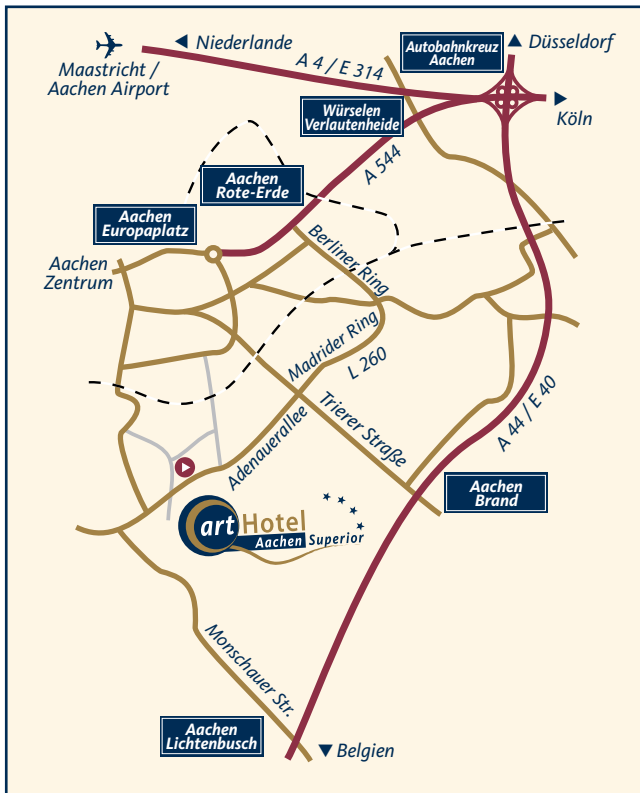 Niederlande
Maastricht /
Aachen Airport
A 4 / E 314
Autobahnkreuz
Aachen
Düsseldorf
Köln
Würselen
Verlautenheide
A 544
Aachen
Rote-Erde
Aachen
Europaplatz
Aachen
Zentrum
Berliner Ring
Madrider Ring
L 260
Trierer Straße
Adenauerallee
A 44 / E 40
Aachen
Brand
art Hotel
Aachen Superior
Monschauer Str.
Aachen
Lichtenbusch
Belgien